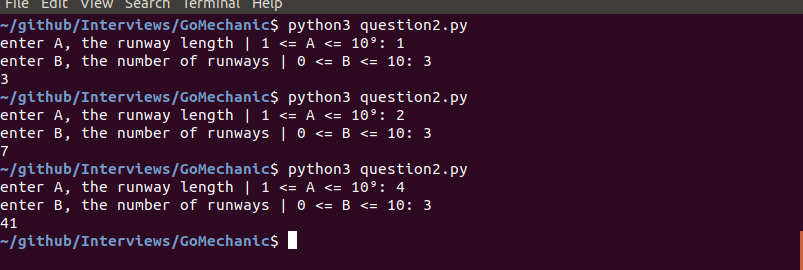 File Edit View Search Terminal Help
~/github/Interviews/GoMechanic$ python3 question2.py
enter A, the runway length | 1 <= A <= 10⁹: 1
enter B, the number of runways | 0 <= B <= 10: 3
3
~/github/Interviews/GoMechanic$ python3 question2.py
enter A, the runway length | 1 <= A <= 10⁹: 2
enter B, the number of runways | 0 <= B <= 10: 3
7
~/github/Interviews/GoMechanic$ python3 question2.py
enter A, the runway length | 1 <= A <= 10⁹: 4
enter B, the number of runways | 0 <= B <= 10: 3
41
~/github/Interviews/GoMechanic$